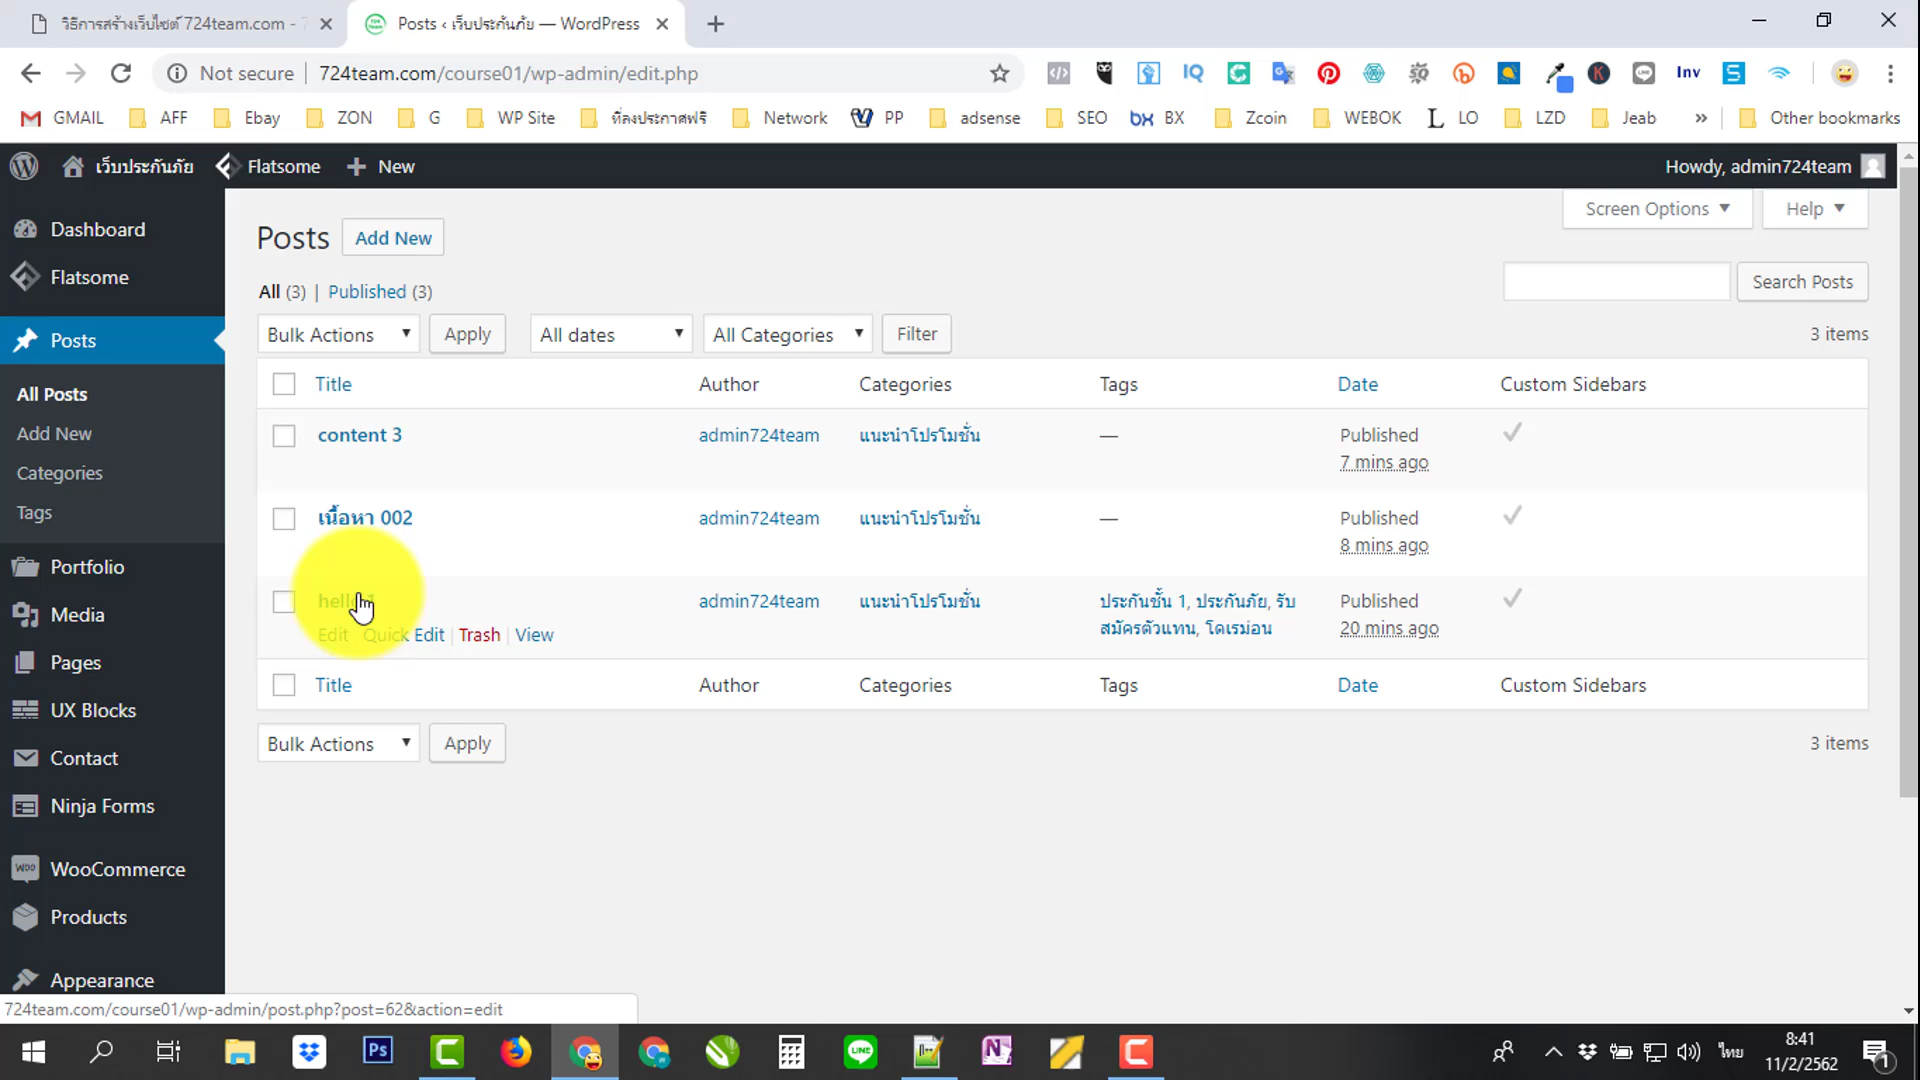 วิธีการสร้างเว็บไซต์ 724team.com - 7
Posts ‹ เว็บประกันภัย — WordPress
Not secure
724team.com/course01/wp-admin/edit.php
IQ
Inv
GMAIL
AFF
Ebay
ZON
G
WP Site
ที่ลงประกาศฟรี
Network
PP
adsense
SEO
bx BX
Zcoin
WEBOK
L LO
LZD
Jeab
»
Other bookmarks
เว็บประกันภัย
Flatsome
+ New
Howdy, admin724team
Dashboard
Flatsome
Posts
All Posts
Add New
Categories
Tags
Portfolio
Media
Pages
UX Blocks
Contact
Ninja Forms
WooCommerce
Products
Appearance
Screen Options
Help
Posts
Add New
All (3) | Published (3)
Search Posts
Bulk Actions
Apply
All dates
All Categories
Filter
3 items
Title Author Categories Tags Date Custom Sidebars
content 3 admin724team แนะนำโปรโมชั่น — Published
7 mins ago
เนื้อหา 002 admin724team แนะนำโปรโมชั่น — Published
8 mins ago
admin724team แนะนำโปรโมชั่น ประกันชั้น 1, ประกันภัย, รับ Published
Edit Quick Edit | Trash | View สมัครตัวแทน, โดเรม่อน 20 mins ago
Title Author Categories Tags Date Custom Sidebars
Bulk Actions
Apply
3 items
724team.com/course01/wp-admin/post.php?post=62&action=edit
Ps
LINE
N
ไทย
8:41
11/2/2562
1